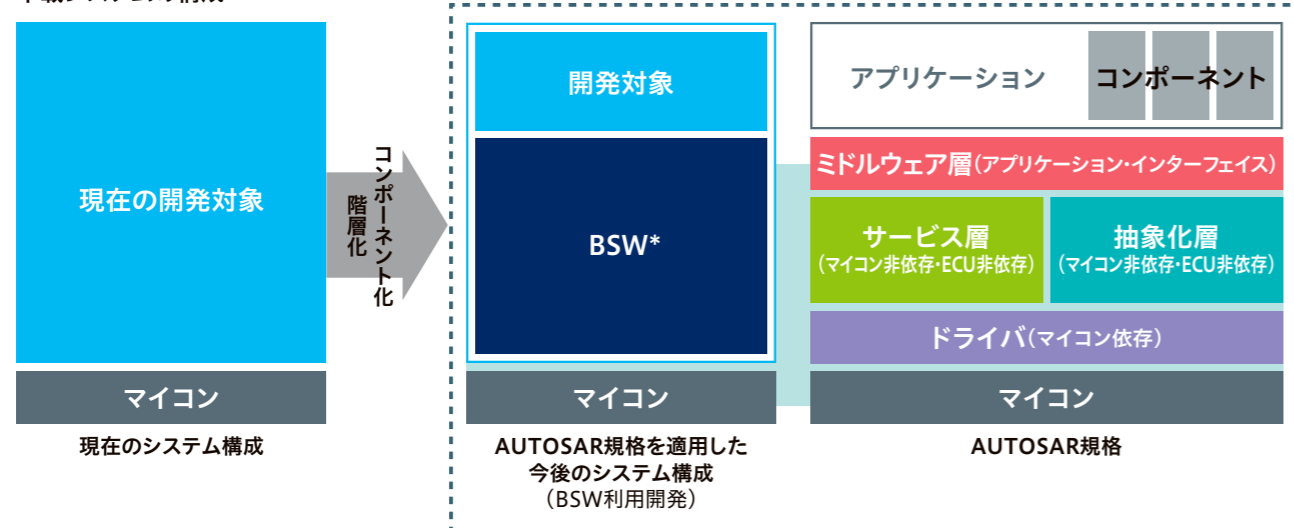 現在の開発対象
マイコン
現在のシステム構成
コンポーネント化
階層化
開発対象
BSW*
マイコン
AUTOSAR規格を適用した
今後のシステム構成
（BSW利用開発）
アプリケーション
コンポーネント
ミドルウェア層（アプリケーション・インターフェイス）
サービス層
（マイコン非依存・ECU非依存）
抽象化層
（マイコン非依存・ECU非依存）
ドライバ（マイコン依存）
マイコン
AUTOSAR規格